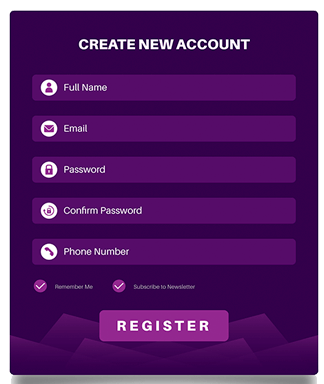 CREATE NEW ACCOUNT
Full Name
Email
Password
Confirm Password
Phone Number
Remember Me Subscribe to Newsletter
REGISTER